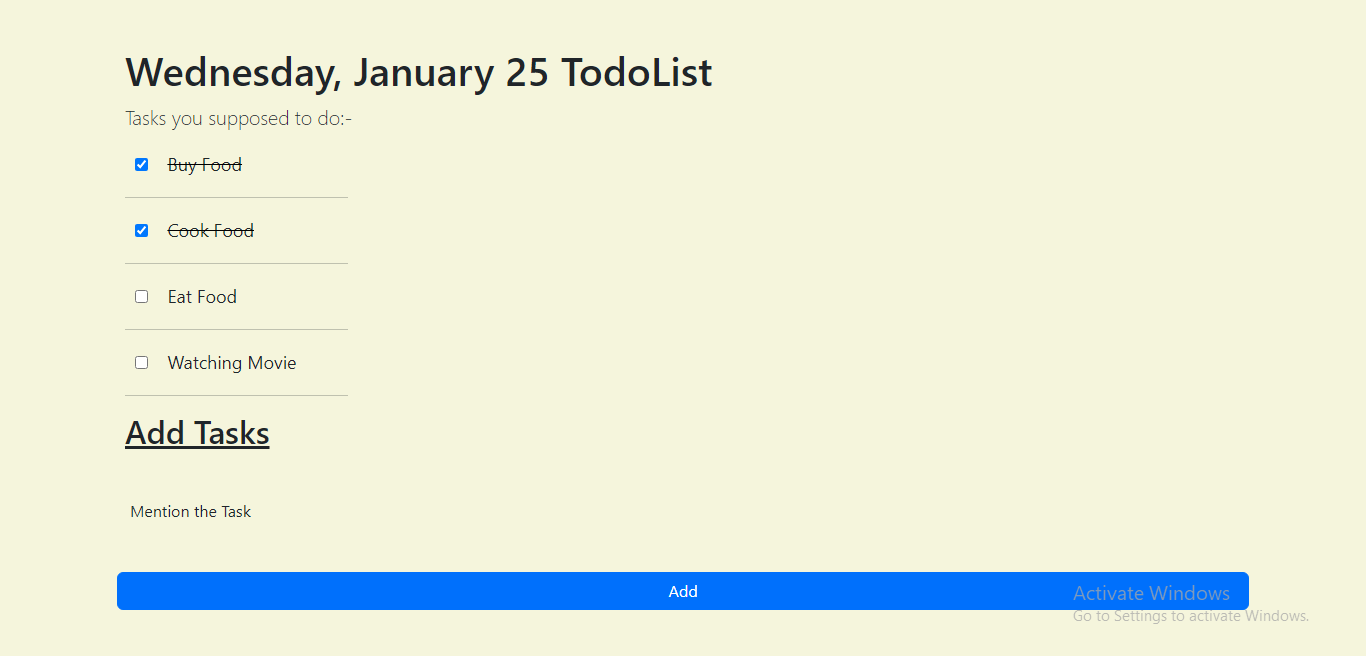 Wednesday, January 25 TodoList
Tasks you supposed to do:-
Buy Food
Cook Food
Eat Food
Watching Movie
Add Tasks
Mention the Task
Add
Activate Windows
Go to Settings to activate Windows.